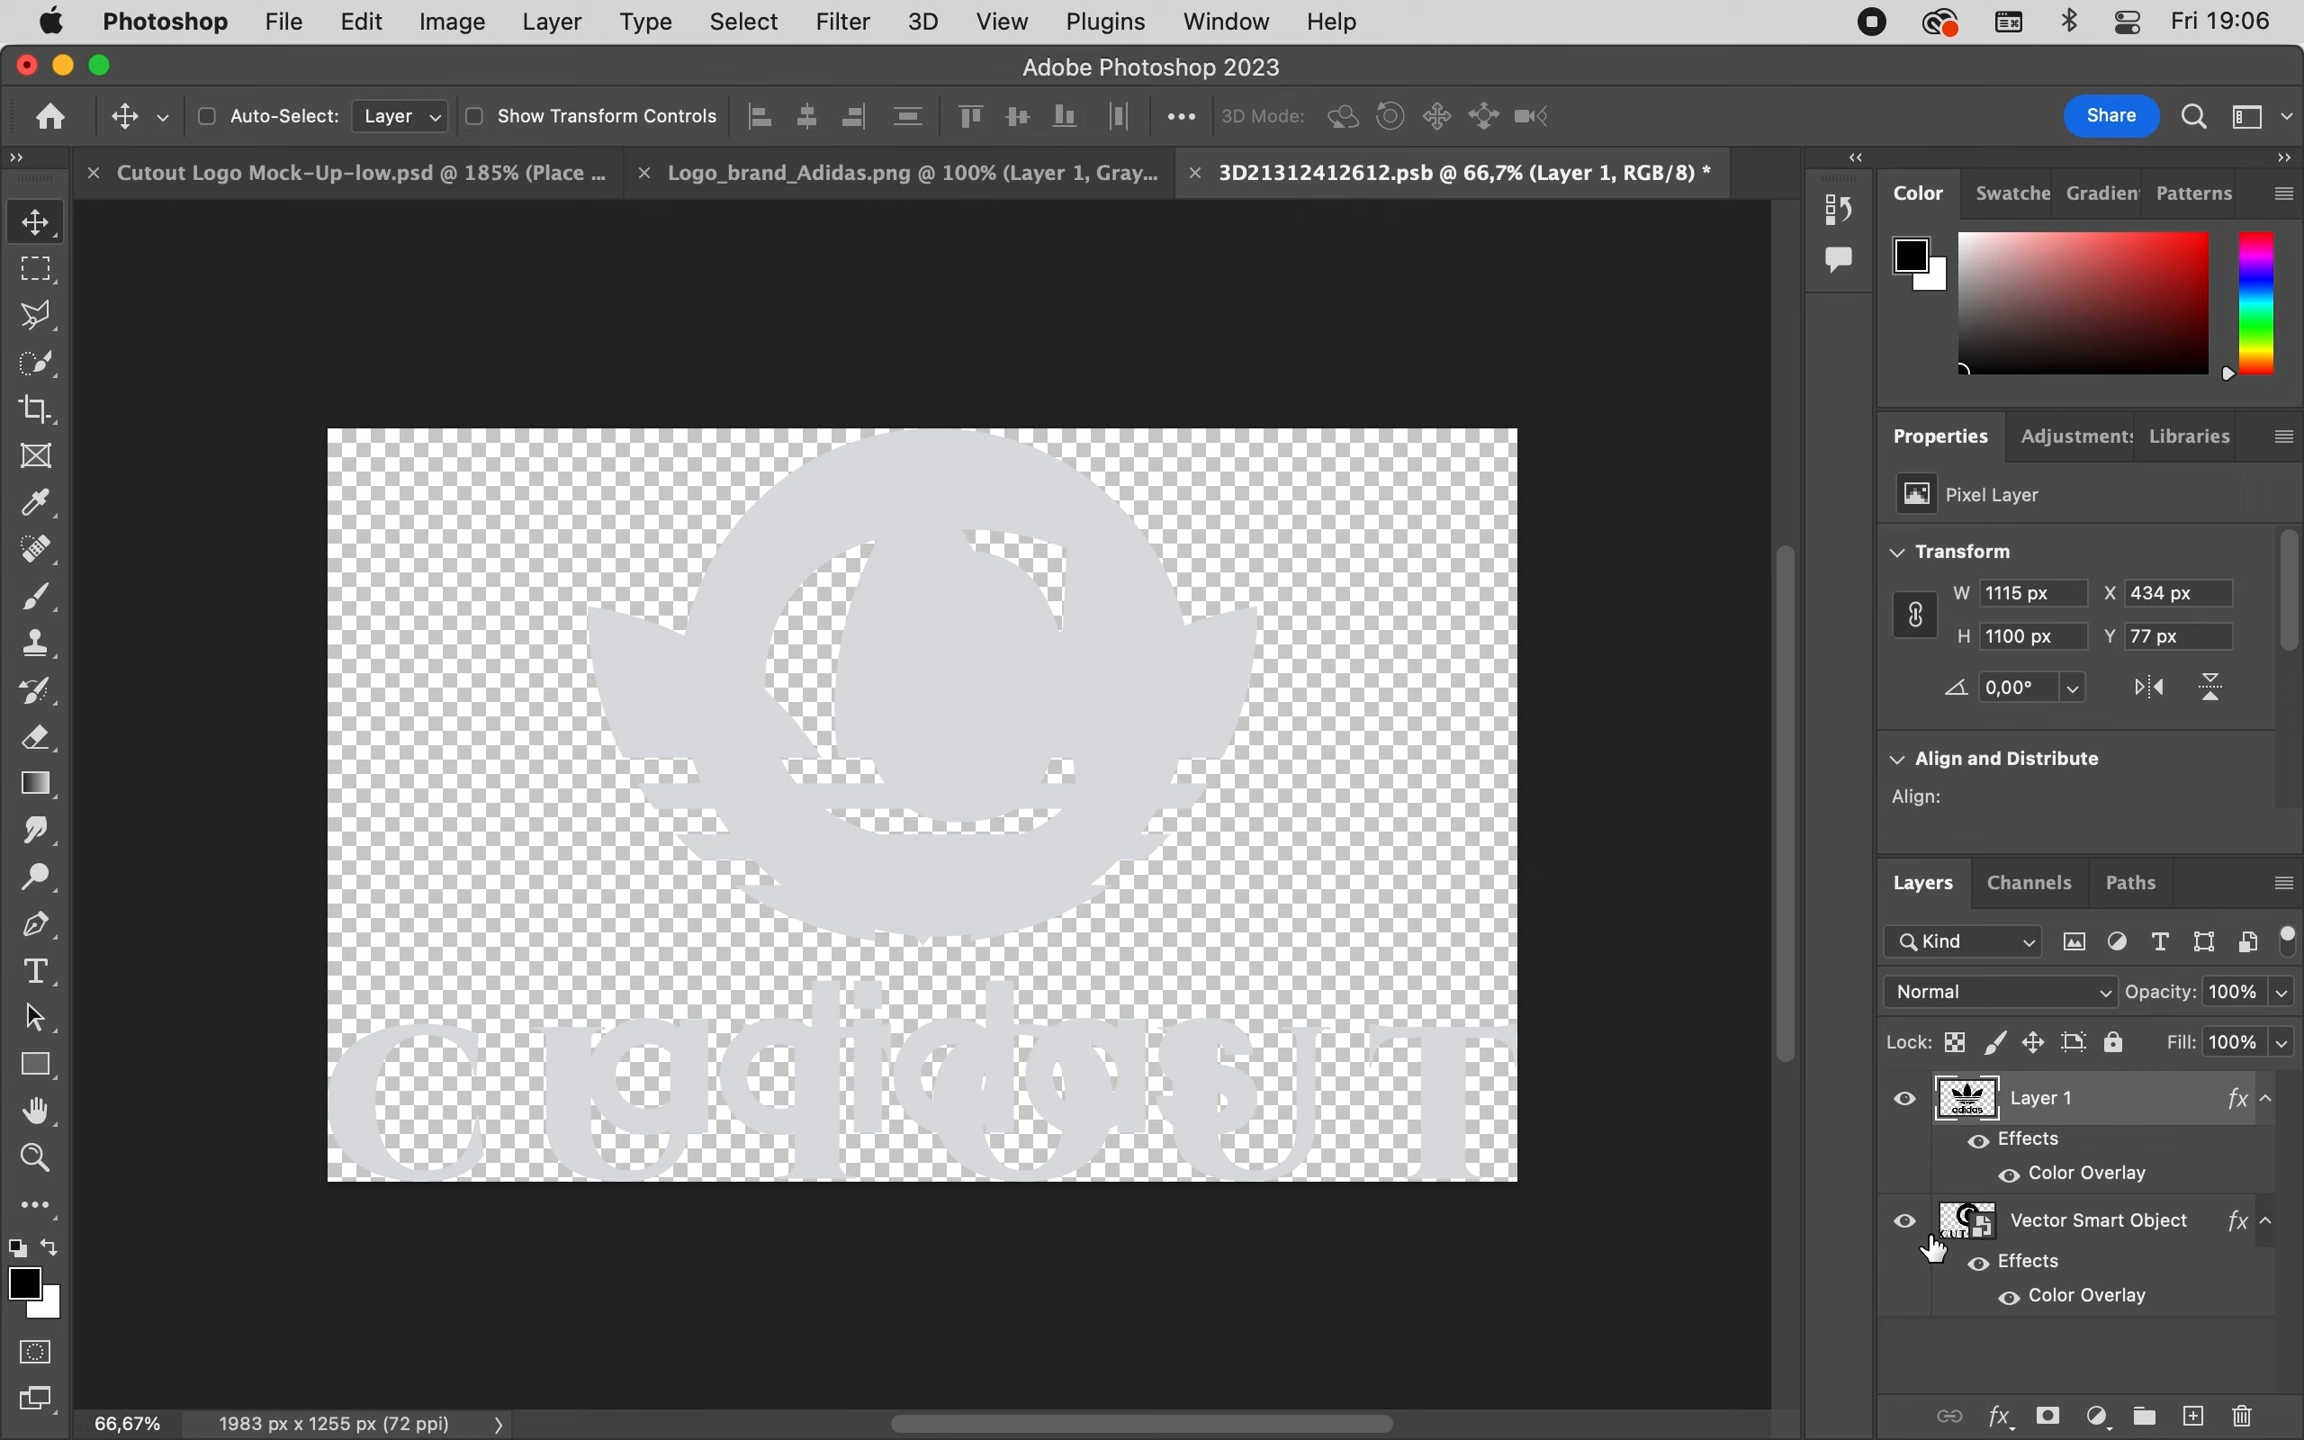 Photoshop File Edit Image Layer Type Select Filter 3D View Plugins Window Help Fri 19:06
Adobe Photoshop 2023
Auto-Select: Layer Show Transform Controls 3D Mode: Share
Cutout Logo Mock-Up-low.psd @ 185% (Place ... Logo_brand_Adidas.png @ 100% (Layer 1, Gray... 3D21312412612.psb @ 66,7% (Layer 1, RGB/8) *
Color Swatche Gradien Patterns
Properties Adjustment Libraries
Pixel Layer
Transform
W 1115 px X 434 px
H 1100 px Y 77 px
0,00°
Align and Distribute
Align:
Layers Channels Paths
Kind
Normal Opacity: 100%
Lock: Fill: 100%
Layer 1 fx
Effects
Color Overlay
Vector Smart Object fx
Effects
Color Overlay
fx
adidas
CUTOUT
66,67% 1983 px x 1255 px (72 ppi)